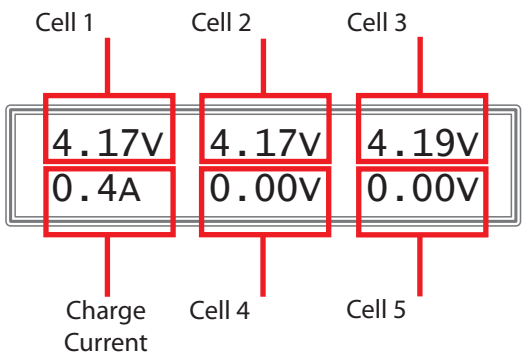 Cell 1 Cell 2 Cell 3
4.17V 4.17V 4.19V
0.4A 0.00V 0.00V
Charge Cell 4 Cell 5
Current